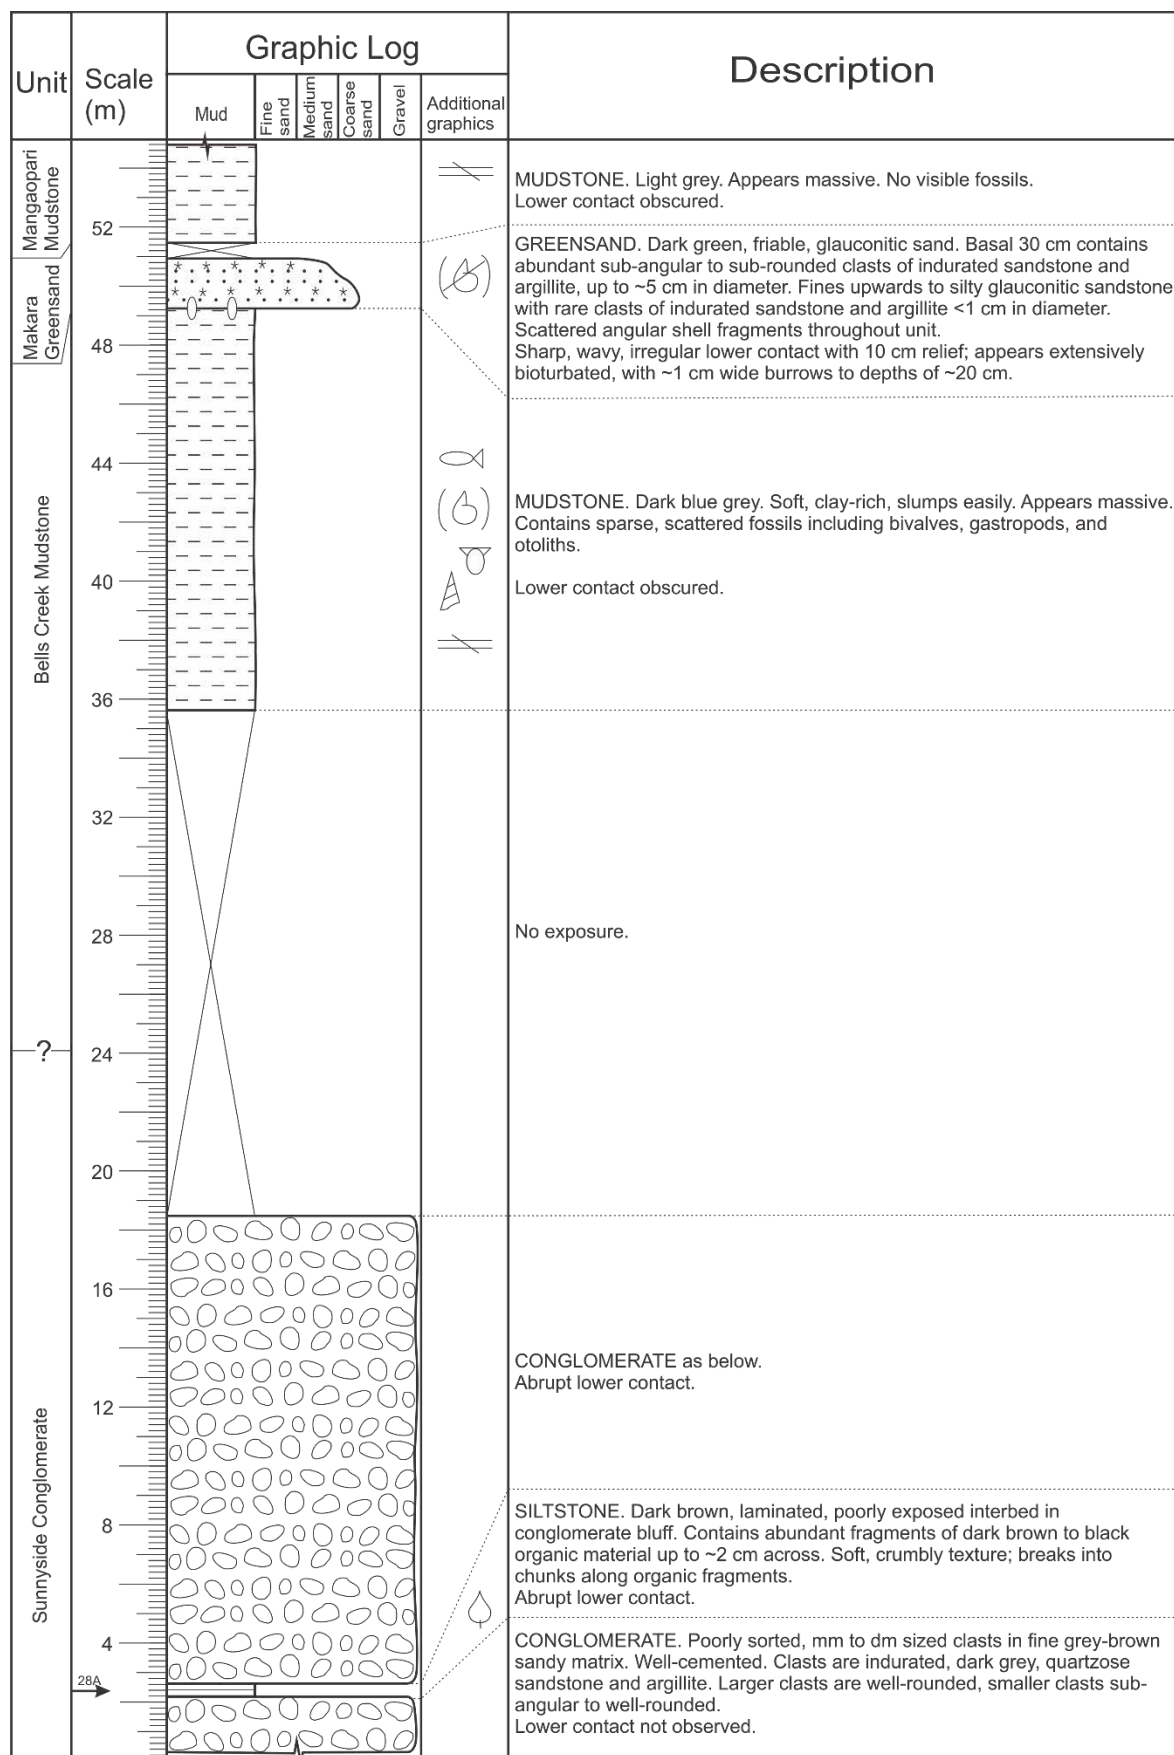 Graphic Log
Description
Unit
Scale
(m)
Mud
Fine
sand
Medium
sand
Coarse
sand
Gravel
Additional
graphics
Mangaopari
Mudstone
Makara
Greensand
Bells Creek Mudstone
?
Sunnyside Conglomerate
52
48
44
40
36
32
28
24
20
16
12
8
4
28A
MUDSTONE. Light grey. Appears massive. No visible fossils.
Lower contact obscured.
GREENSAND. Dark green, friable, glauconitic sand. Basal 30 cm contains
abundant sub-angular to sub-rounded clasts of indurated sandstone and
argillite, up to ~5 cm in diameter. Fines upwards to silty glauconitic sandstone
with rare clasts of indurated sandstone and argillite <1 cm in diameter.
Scattered angular shell fragments throughout unit.
Sharp, wavy, irregular lower contact with 10 cm relief; appears extensively
bioturbated, with ~1 cm wide burrows to depths of ~20 cm.
MUDSTONE. Dark blue grey. Soft, clay-rich, slumps easily. Appears massive.
Contains sparse, scattered fossils including bivalves, gastropods, and
otoliths.
Lower contact obscured.
No exposure.
CONGLOMERATE as below.
Abrupt lower contact.
SILTSTONE. Dark brown, laminated, poorly exposed interbed in
conglomerate bluff. Contains abundant fragments of dark brown to black
organic material up to ~2 cm across. Soft, crumbly texture; breaks into
chunks along organic fragments.
Abrupt lower contact.
CONGLOMERATE. Poorly sorted, mm to dm sized clasts in fine grey-brown
sandy matrix. Well-cemented. Clasts are indurated, dark grey, quartzose
sandstone and argillite. Larger clasts are well-rounded, smaller clasts sub-
angular to well-rounded.
Lower contact not observed.